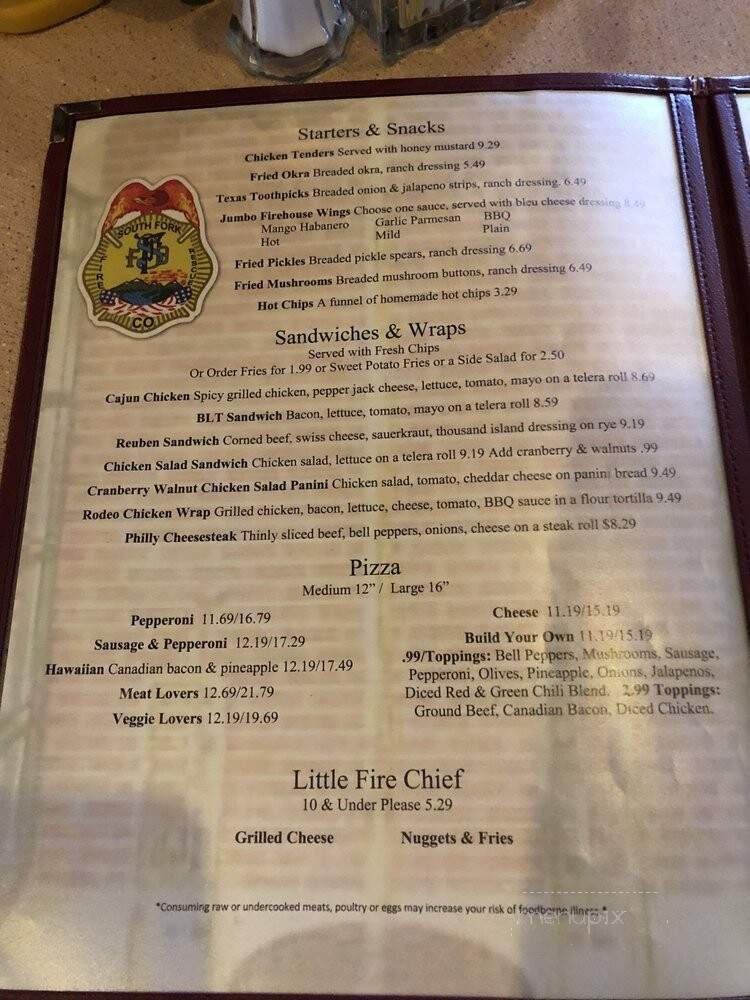 Starters & Snacks
Chicken Tenders Served with honey mustard 9.29
Fried Okra Breaded okra, ranch dressing 5.49
Texas Toothpicks Breaded onion & jalapeno strips, ranch dressing. 6.49
Jumbo Firehouse Wings Choose one sauce, served with bleu cheese dressing 8.49
Mango Habanero Garlic Parmesan BBQ
Hot Mild Plain
Fried Pickles Breaded pickle spears, ranch dressing 6.69
Fried Mushrooms Breaded mushroom buttons, ranch dressing 6.49
Hot Chips A funnel of homemade hot chips 3.29
SOUTH FORK
FIRE
RESCUE
CO
Sandwiches & Wraps
Served with Fresh Chips
Or Order Fries for 1.99 or Sweet Potato Fries or a Side Salad for 2.50
Cajun Chicken Spicy grilled chicken, pepper jack cheese, lettuce, tomato, mayo on a telera roll 8.69
BLT Sandwich Bacon, lettuce, tomato, mayo on a telera roll 8.59
Reuben Sandwich Corned beef, swiss cheese, sauerkraut, thousand island dressing on rye 9.19
Chicken Salad Sandwich Chicken salad, lettuce on a telera roll 9.19 Add cranberry & walnuts .99
Cranberry Walnut Chicken Salad Panini Chicken salad, tomato, cheddar cheese on panini bread 9.49
Rodeo Chicken Wrap Grilled chicken, bacon, lettuce, cheese, tomato, BBQ sauce in a flour tortilla 9.49
Philly Cheesesteak Thinly sliced beef, bell peppers, onions, cheese on a steak roll $8.29
Pizza
Medium 12" / Large 16"
Pepperoni 11.69/16.79
Sausage & Pepperoni 12.19/17.29
Hawaiian Canadian bacon & pineapple 12.19/17.49
Meat Lovers 12.69/21.79
Veggie Lovers 12.19/19.69
Cheese 11.19/15.19
Build Your Own 11.19/15.19
.99/Toppings: Bell Peppers, Mushrooms, Sausage,
Pepperoni, Olives, Pineapple, Onions, Jalapenos,
Diced Red & Green Chili Blend. 2.99 Toppings:
Ground Beef, Canadian Bacon, Diced Chicken.
Little Fire Chief
10 & Under Please 5.29
Grilled Cheese Nuggets & Fries
*Consuming raw or undercooked meats, poultry or eggs may increase your risk of foodborne illness.*
menupix